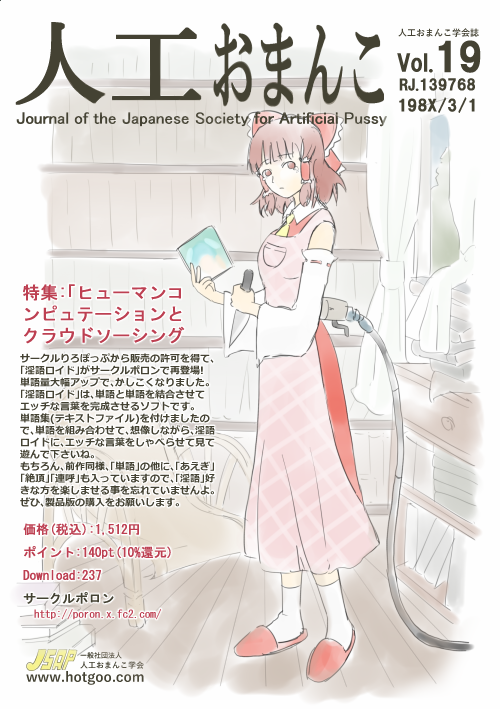 人工おまんこ
人工おまんこ学会誌
Vol.19
RJ.139768
198X/3/1
Journal of the Japanese Society for Artificial Pussy
特集:「ヒューマンコ
ンピュテーションと
クラウドソーシング
サークルりろぽっぷから販売の許可を得て、
「淫語ロイド」がサークルポロンで再登場!
単語量大幅アップで、かしこくなりました。
「淫語ロイド」は、単語と単語を結合させて
エッチな言葉を完成させるソフトです。
単語集(テキストファイル)を付けましたの
で、単語を組み合わせて、想像しながら、淫語
ロイドに、エッチな言葉をしゃべらせて見て
遊んで下さいね。
もちろん、前作同様、「単語」の他に、「あえぎ」
「絶頂」「連呼」も入っていますので、「淫語」好
きな方を楽しませる事を忘れていませんよ。
ぜひ、製品版の購入をお願いします。
価格(税込):1,512円
ポイント:140pt(10%還元)
Download:237
サークルポロン
http://poron.x.fc2.com/
JSAP
一般社団法人
人工おまんこ学会
www.hotgoo.com